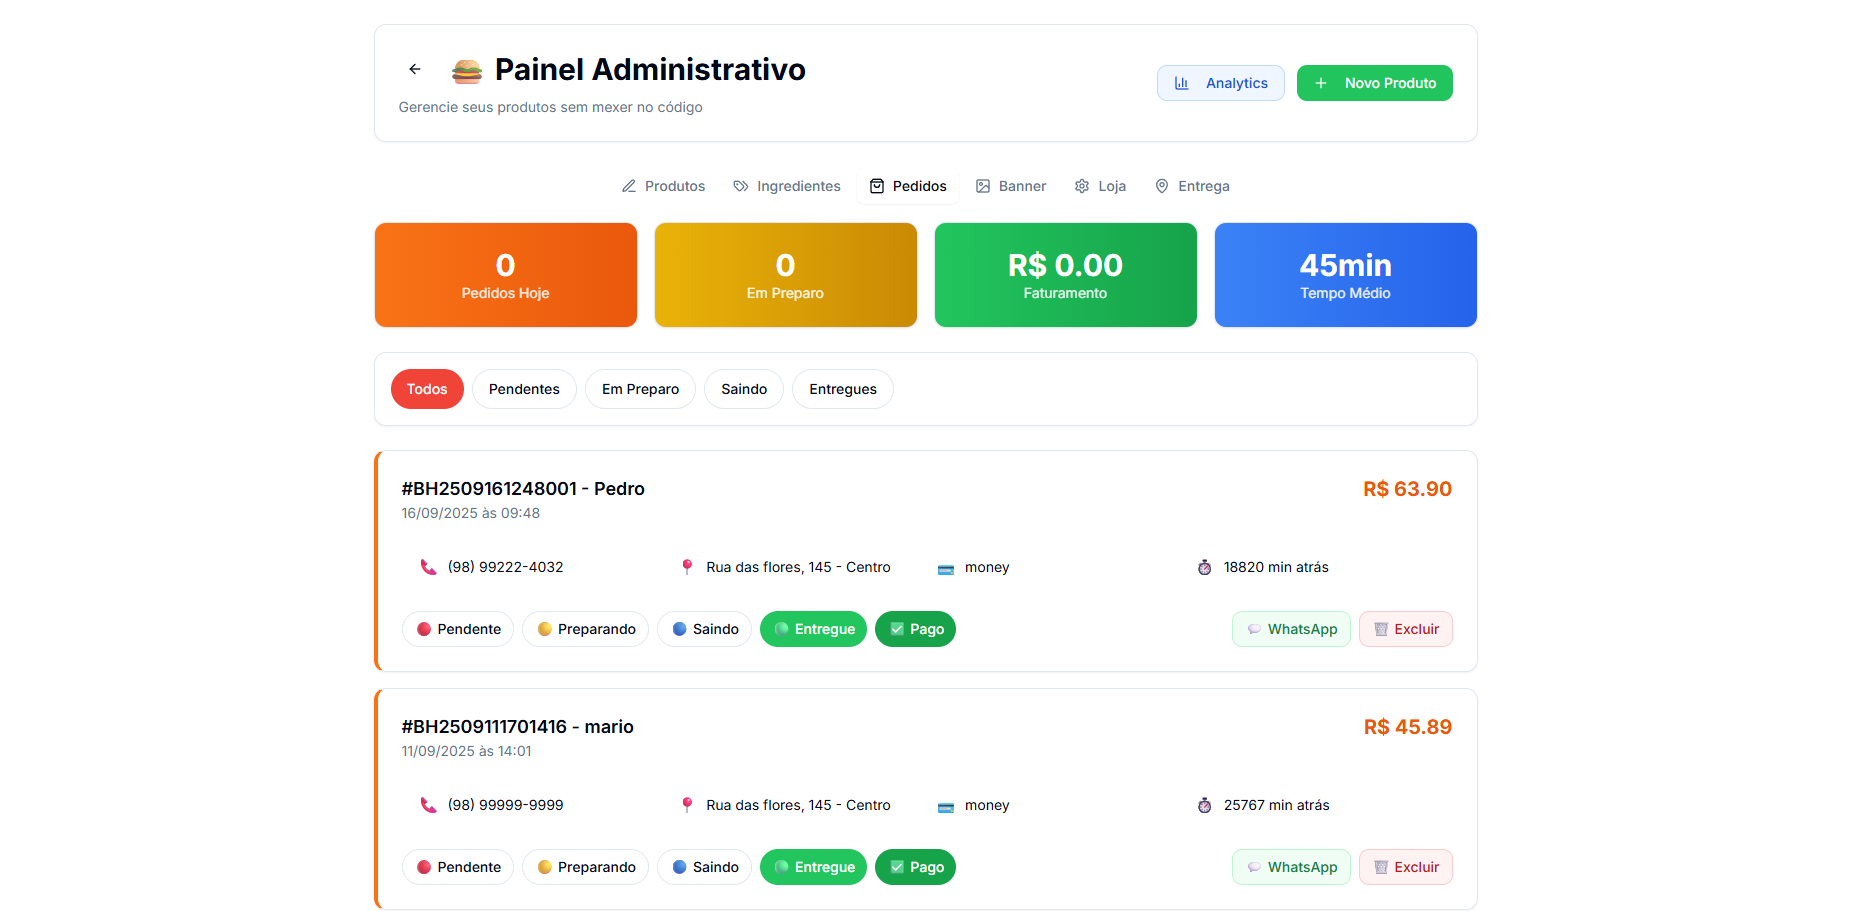 Painel Administrativo
Gerencie seus produtos sem mexer no código
Analytics
Novo Produto
Produtos
Ingredientes
Pedidos
Banner
Loja
Entrega
0
Pedidos Hoje
0
Em Preparo
R$ 0.00
Faturamento
45min
Tempo Médio
Todos
Pendentes
Em Preparo
Saindo
Entregues
#BH2509161248001 - Pedro
R$ 63.90
16/09/2025 às 09:48
(98) 99222-4032
Rua das flores, 145 - Centro
money
18820 min atrás
Pendente
Preparando
Saindo
Entregue
Pago
WhatsApp
Excluir
#BH2509111701416 - mario
R$ 45.89
11/09/2025 às 14:01
(98) 99999-9999
Rua das flores, 145 - Centro
money
25767 min atrás
Pendente
Preparando
Saindo
Entregue
Pago
WhatsApp
Excluir